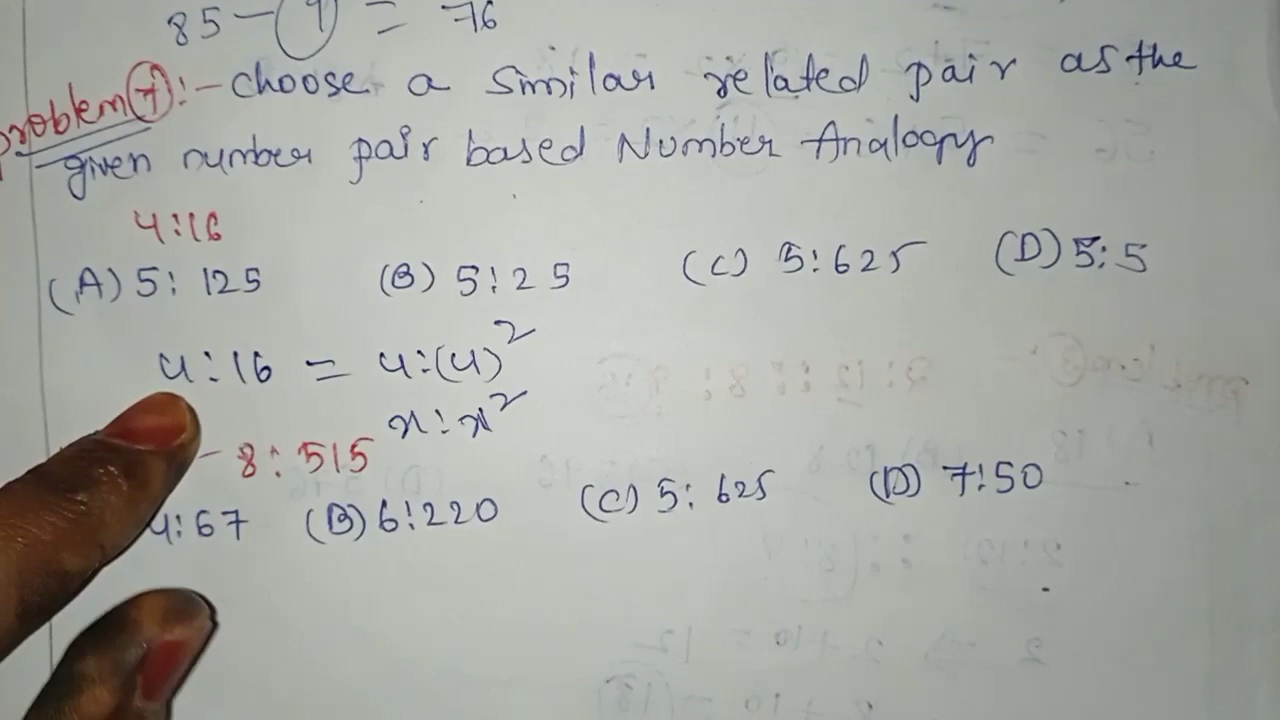 85 - 9 = 76
Problem 7 :- choose a Similar related pair as the
given number pair based Number Analogy
4:16
(A) 5:125 (B) 5:25 (C) 5:625 (D) 5:5
4:16 = 4:(4)²
x:x²
- 8:515
4:67 (B) 6:220 (C) 5:625 (D) 7:50